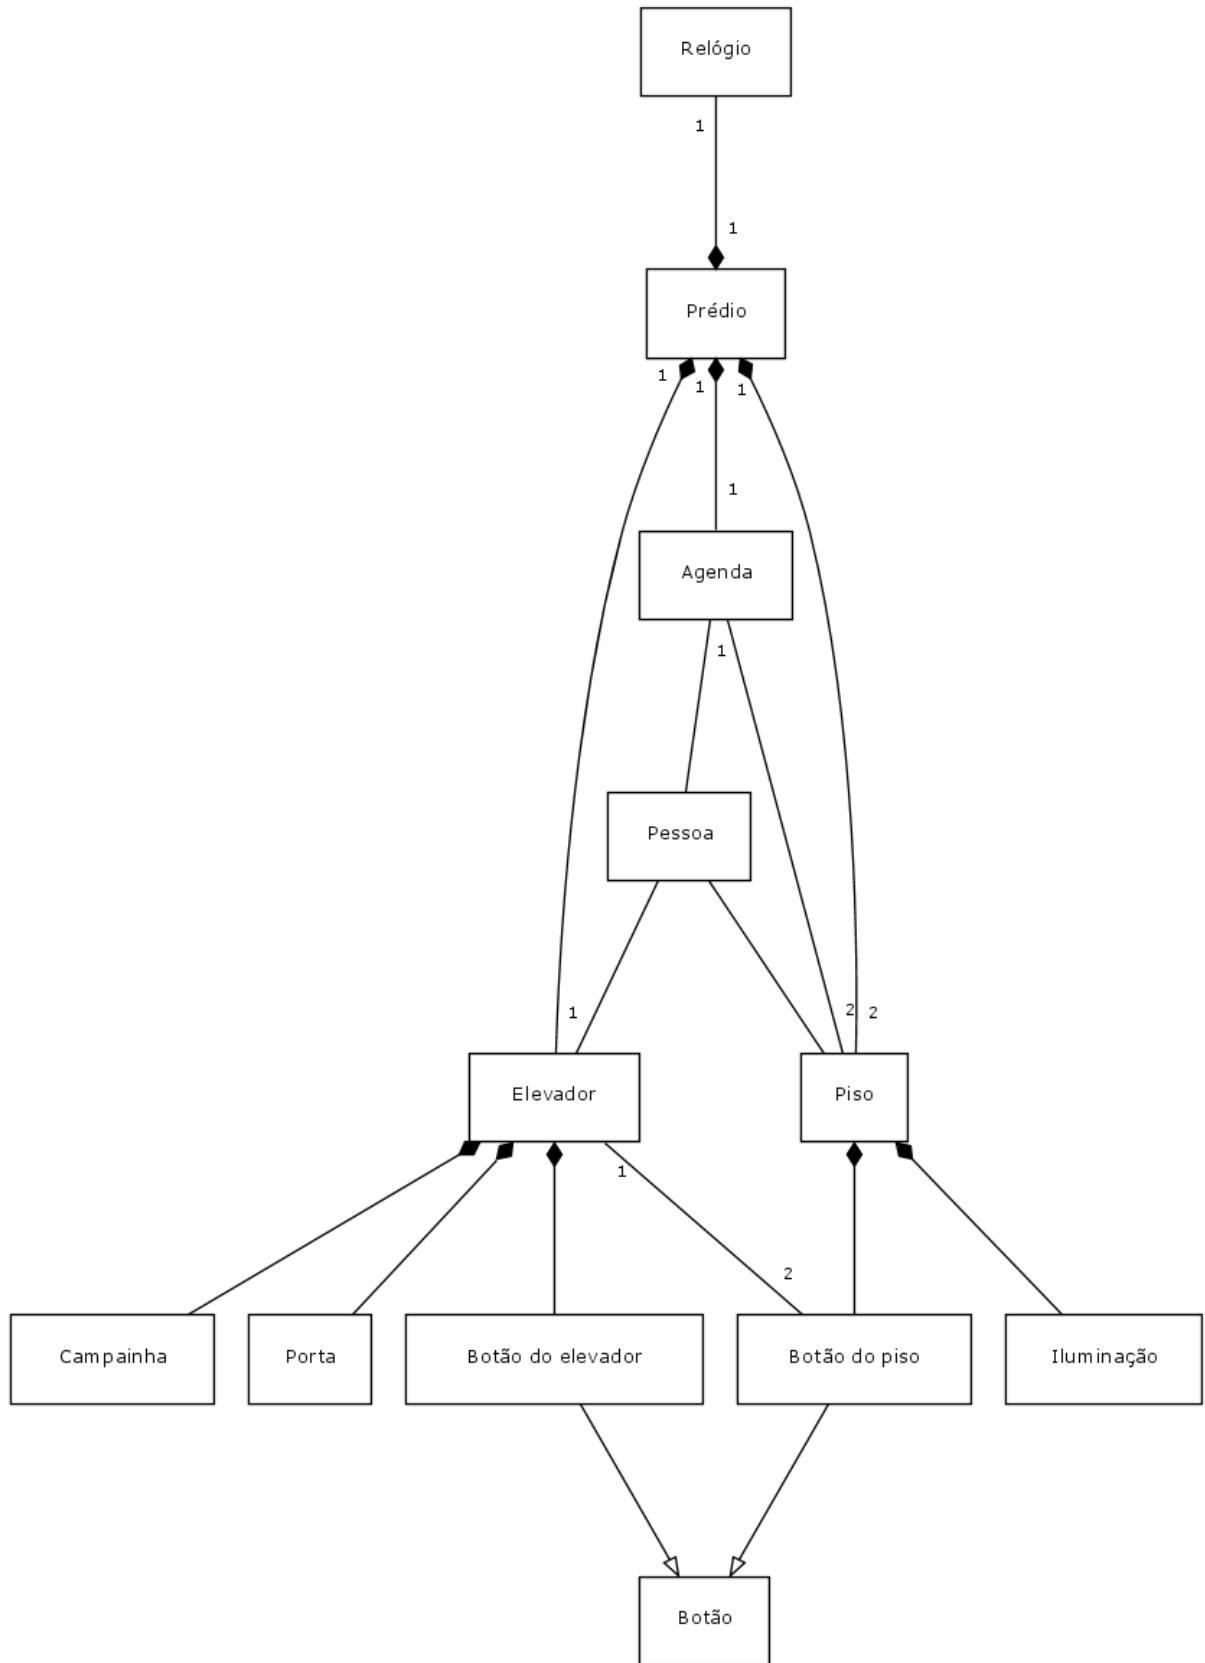 Relógio
1
1
Prédio
1
1
1
1
Agenda
1
Pessoa
1
2
2
Elevador
Piso
1
2
Campainha
Porta
Botão do elevador
Botão do piso
Iluminação
Botão